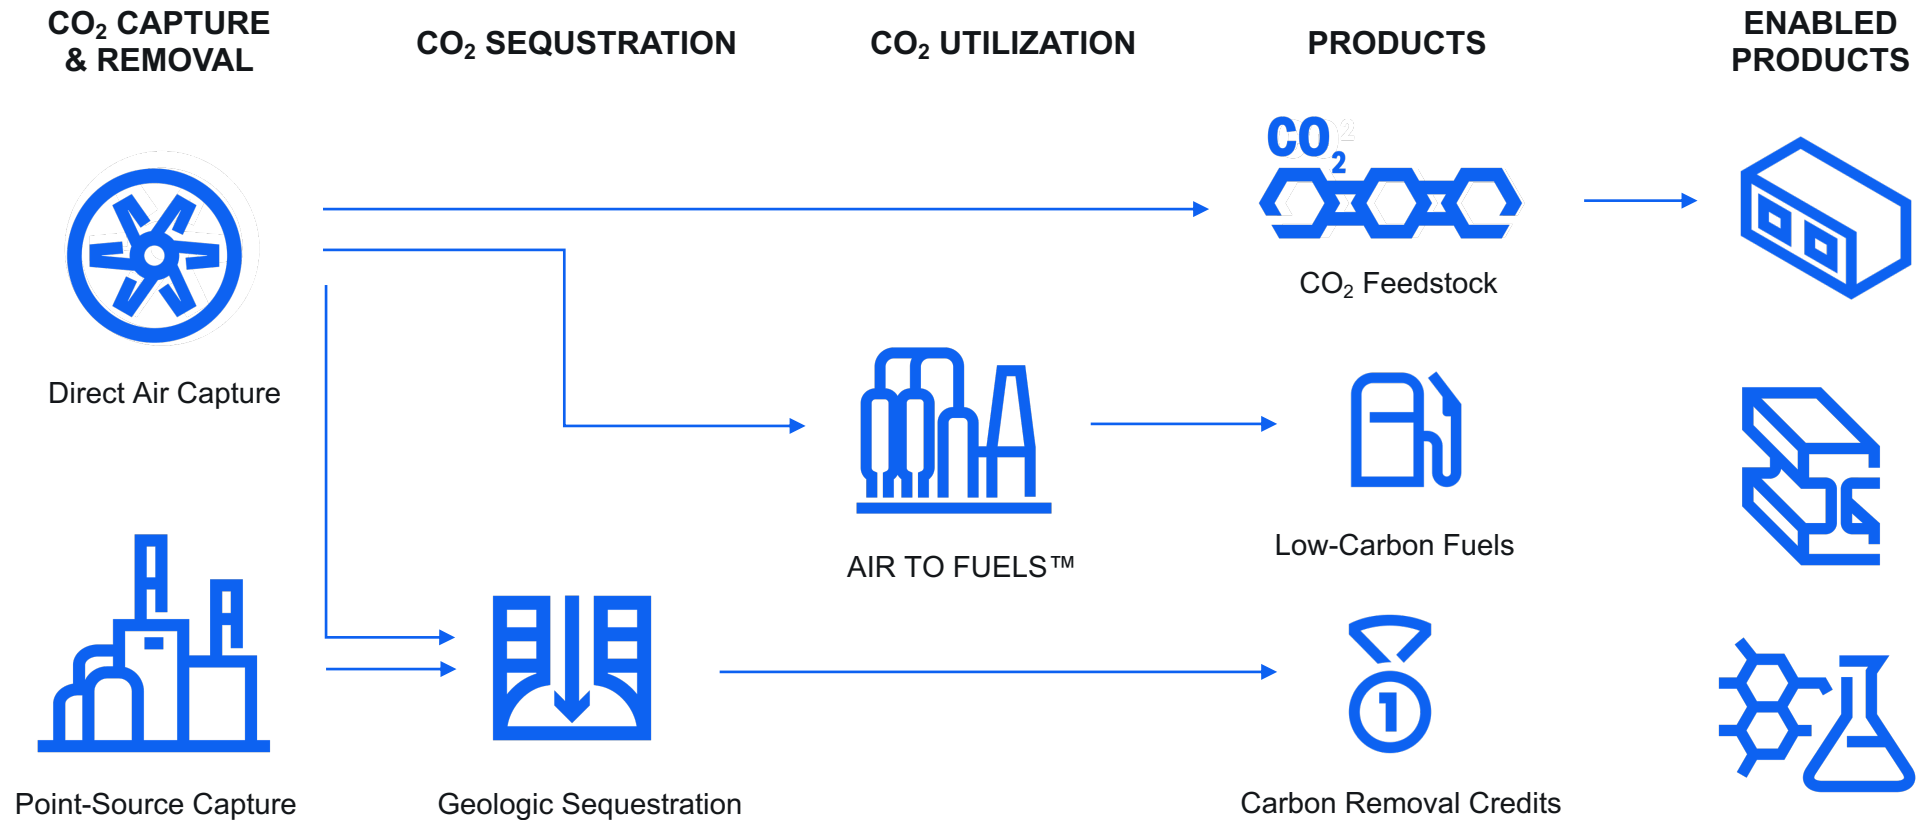 CO₂ CAPTURE
& REMOVAL
CO₂ SEQUSTRATION
CO₂ UTILIZATION
PRODUCTS
ENABLED
PRODUCTS
CO₂
CO₂ Feedstock
Direct Air Capture
AIR TO FUELS™
Low-Carbon Fuels
1
Point-Source Capture
Geologic Sequestration
Carbon Removal Credits